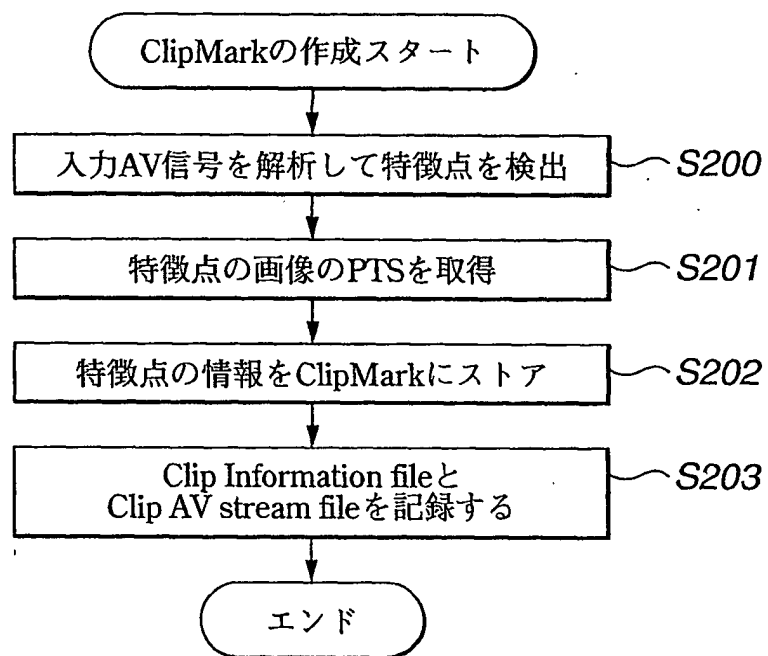 ClipMarkの作成スタート
入力AV信号を解析して特徴点を検出
S200
特徴点の画像のPTSを取得
S201
特徴点の情報をClipMarkにストア
S202
Clip Information fileと
Clip AV stream fileを記録する
S203
エンド